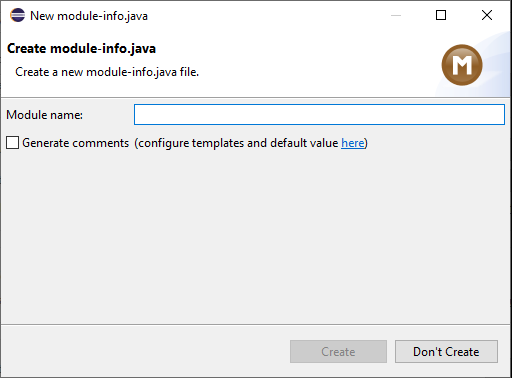 New module-info.java
Create module-info.java
Create a new module-info.java file.
M
Module name:
Generate comments (configure templates and default value here)
Create Don't Create